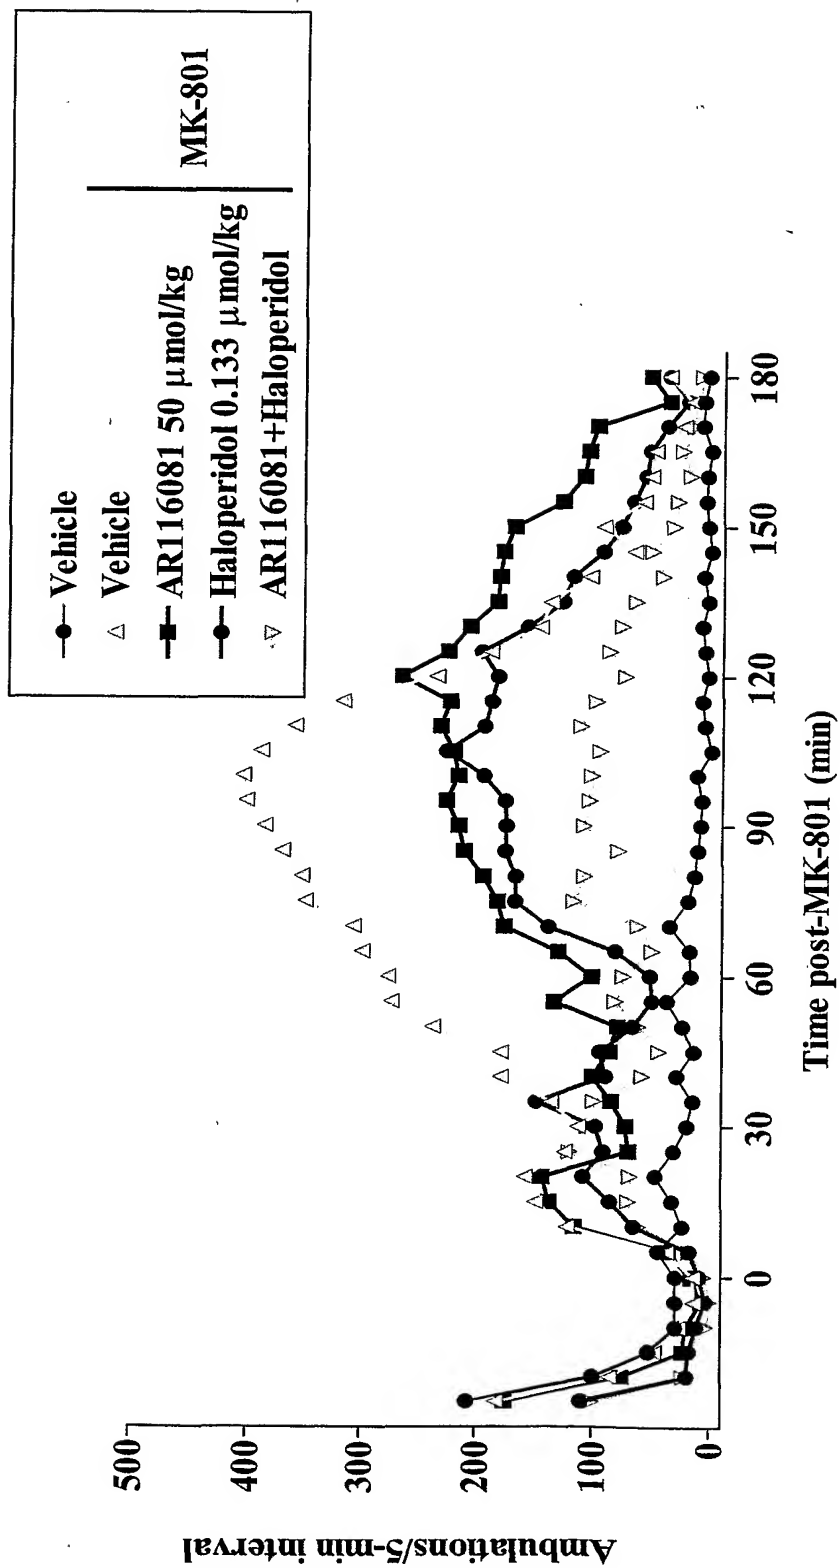 Vehicle
Vehicle
AR116081 50 μmol/kg
Haloperidol 0.133 μmol/kg
AR116081+Haloperidol
MK-801
500
400
300
200
100
0
Ambulations/5-min interval
0
30
60
90
120
150
180
Time post-MK-801 (min)